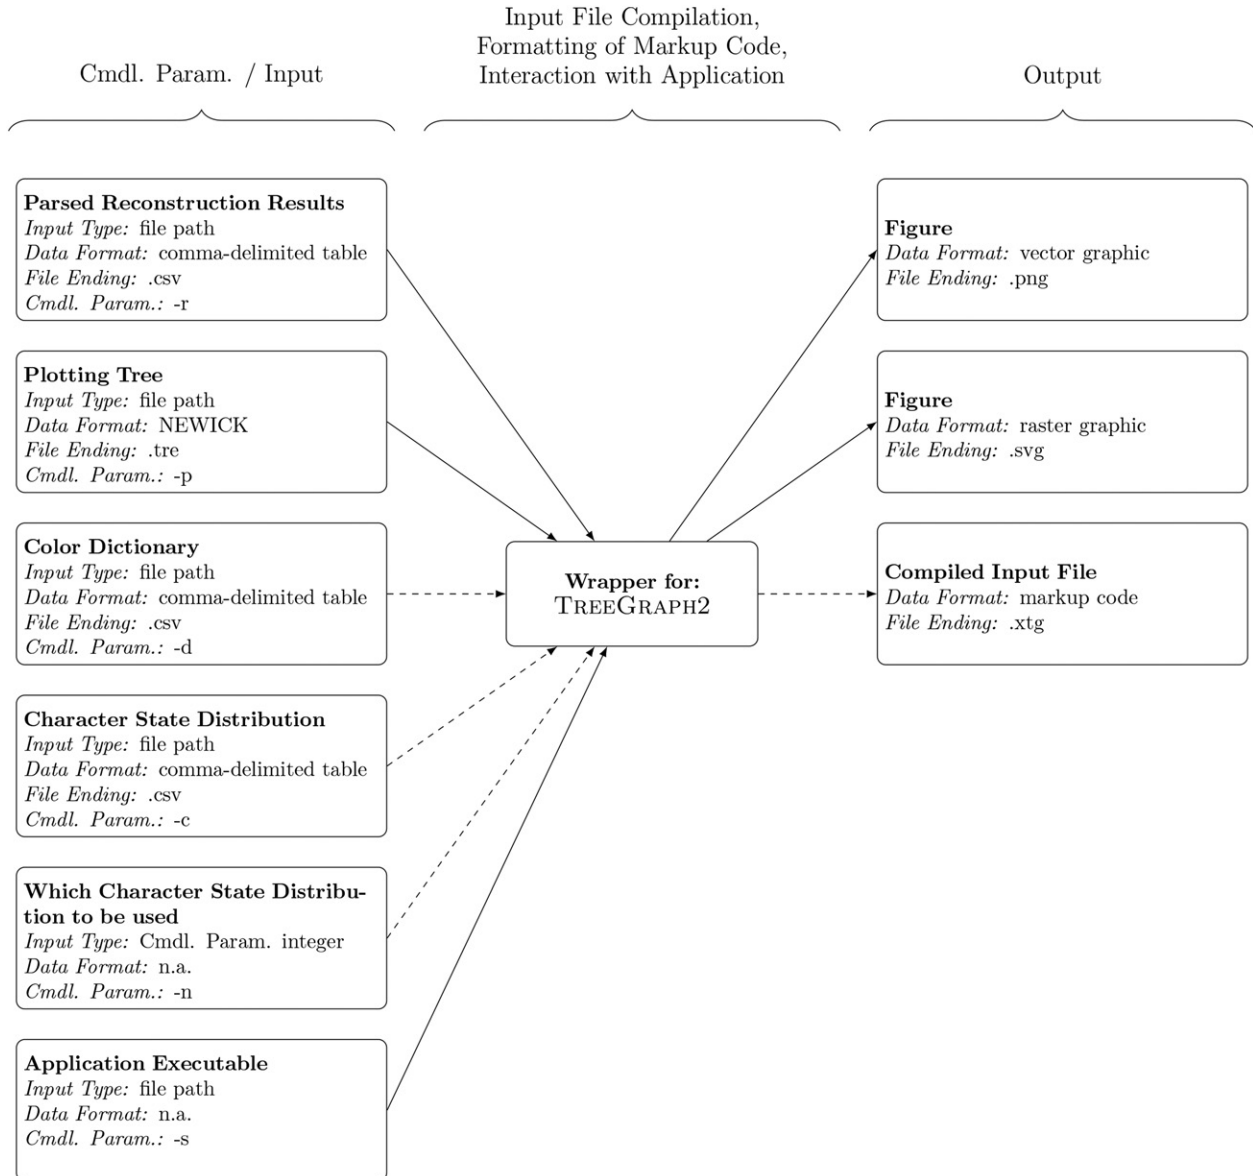 Cmdl. Param. / Input
Input File Compilation,
Formatting of Markup Code,
Interaction with Application
Output
Parsed Reconstruction Results
Input Type: file path
Data Format: comma-delimited table
File Ending: .csv
Cmdl. Param.: -r
Plotting Tree
Input Type: file path
Data Format: NEWICK
File Ending: .tre
Cmdl. Param.: -p
Color Dictionary
Input Type: file path
Data Format: comma-delimited table
File Ending: .csv
Cmdl. Param.: -d
Character State Distribution
Input Type: file path
Data Format: comma-delimited table
File Ending: .csv
Cmdl. Param.: -c
Which Character State Distribu-
tion to be used
Input Type: Cmdl. Param. integer
Data Format: n.a.
Cmdl. Param.: -n
Application Executable
Input Type: file path
Data Format: n.a.
Cmdl. Param.: -s
Wrapper for:
TREEGRAPH2
Figure
Data Format: vector graphic
File Ending: .png
Figure
Data Format: raster graphic
File Ending: .svg
Compiled Input File
Data Format: markup code
File Ending: .xtg